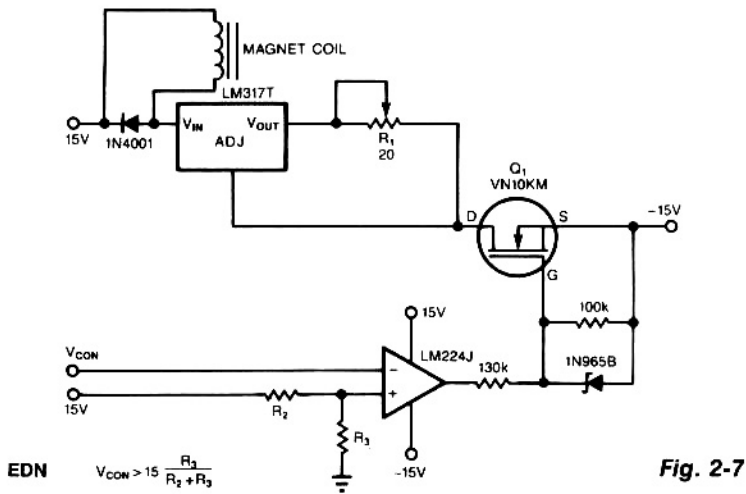 MAGNET COIL
LM317T
15V
1N4001
VIN
VOUT
ADJ
R1
20
Q1
VN10KM
D
S
G
-15V
100k
1N965B
15V
LM224J
VCON
-
+
130k
15V
R2
R3
-15V
EDN
VCON > 15 R3 / R2 + R3
Fig. 2-7